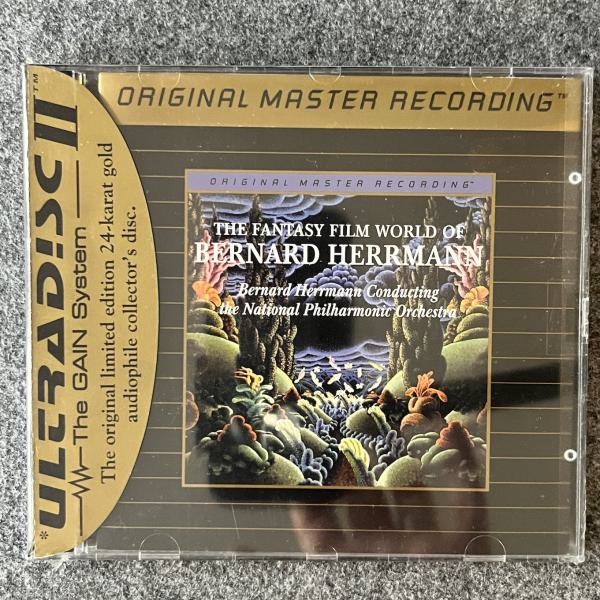 ORIGINAL MASTER RECORDING™
*ULTRADISC II™
The GAIN System™
The original limited edition 24-karat gold
audiophile collector's disc.
ORIGINAL MASTER RECORDING™
THE FANTASY FILM WORLD OF
BERNARD HERRMANN
Bernard Herrmann Conducting
the National Philharmonic Orchestra